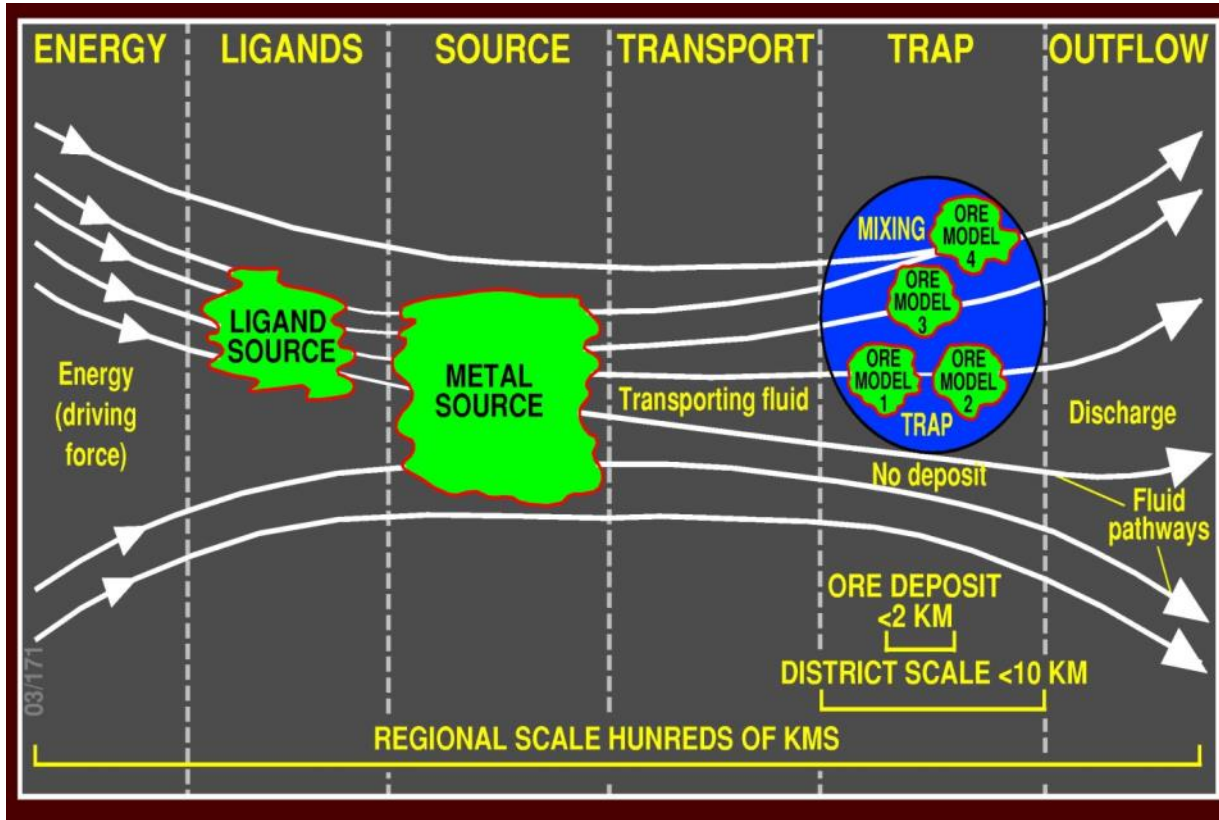 ENERGY
LIGANDS
SOURCE
TRANSPORT
TRAP
OUTFLOW
LIGAND
SOURCE
METAL
SOURCE
Energy
(driving
force)
Transporting fluid
MIXING
ORE
MODEL
4
ORE
MODEL
3
ORE
MODEL
1
ORE
MODEL
2
TRAP
No deposit
Discharge
Fluid
pathways
ORE DEPOSIT
<2 KM
DISTRICT SCALE <10 KM
REGIONAL SCALE HUNREDS OF KMS
03/171